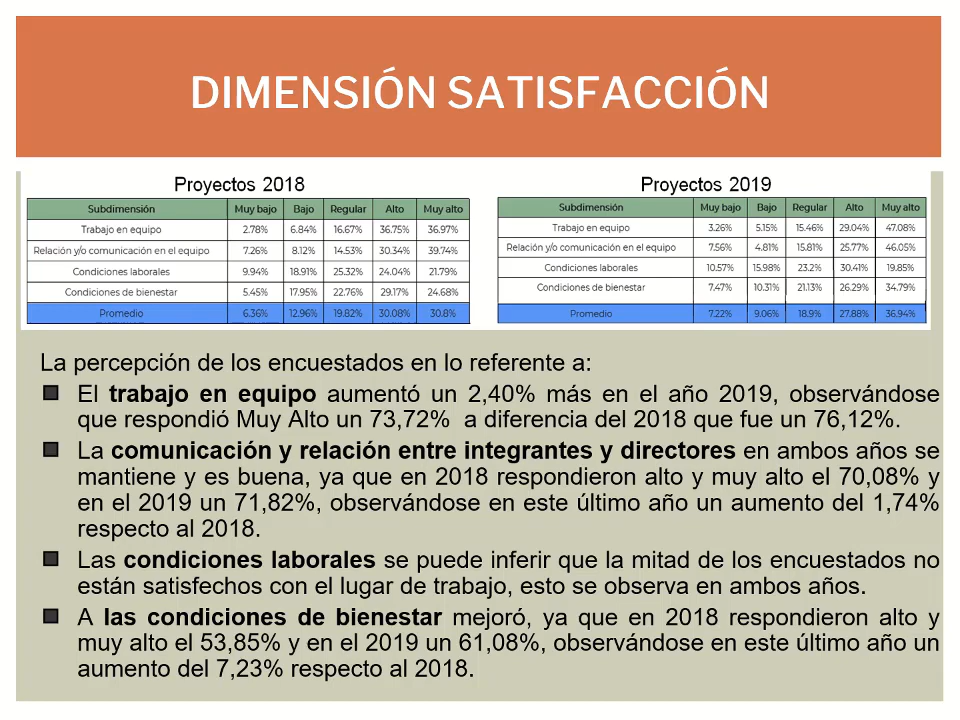 DIMENSIÓN SATISFACCIÓN
Proyectos 2018
Subdimensión Muy bajo Bajo Regular Alto Muy alto
Trabajo en equipo 2.78% 6.84% 16.67% 36.75% 36.97%
Relación y/o comunicación en el equipo 7.26% 8.12% 14.53% 30.34% 39.74%
Condiciones laborales 9.94% 18.91% 25.32% 24.04% 21.79%
Condiciones de bienestar 5.45% 17.95% 22.76% 29.17% 24.68%
Promedio 6.36% 12.96% 19.82% 30.08% 30.8%
Proyectos 2019
Subdimensión Muy bajo Bajo Regular Alto Muy alto
Trabajo en equipo 3.26% 5.15% 15.46% 29.04% 47.08%
Relación y/o comunicación en el equipo 7.56% 4.81% 15.81% 25.77% 46.05%
Condiciones laborales 10.57% 15.98% 23.2% 30.41% 19.85%
Condiciones de bienestar 7.47% 10.31% 21.13% 26.29% 34.79%
Promedio 7.22% 9.06% 18.9% 27.88% 36.94%
La percepción de los encuestados en lo referente a:
El trabajo en equipo aumentó un 2,40% más en el año 2019, observándose
que respondió Muy Alto un 73,72% a diferencia del 2018 que fue un 76,12%.
La comunicación y relación entre integrantes y directores en ambos años se
mantiene y es buena, ya que en 2018 respondieron alto y muy alto el 70,08% y
en el 2019 un 71,82%, observándose en este último año un aumento del 1,74%
respecto al 2018.
Las condiciones laborales se puede inferir que la mitad de los encuestados no
están satisfechos con el lugar de trabajo, esto se observa en ambos años.
A las condiciones de bienestar mejoró, ya que en 2018 respondieron alto y
muy alto el 53,85% y en el 2019 un 61,08%, observándose en este último año un
aumento del 7,23% respecto al 2018.